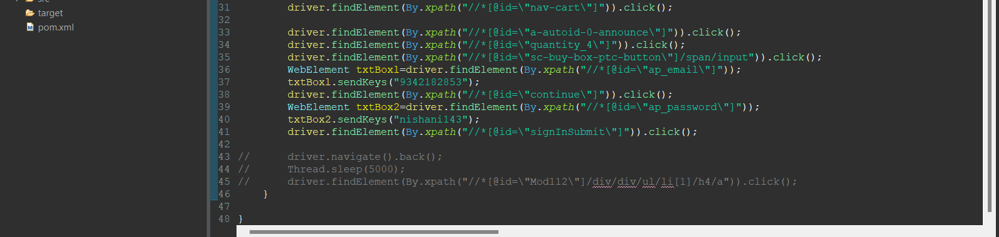 src
target
pom.xml
31 driver.findElement(By.xpath("//*[@id=\"nav-cart\"]")).click();
32
33 driver.findElement(By.xpath("//*[@id=\"a-autoid-0-announce\"]")).click();
34 driver.findElement(By.xpath("//*[@id=\"quantity_4\"]")).click();
35 driver.findElement(By.xpath("//*[@id=\"sc-buy-box-ptc-button\"]/span/input")).click();
36 WebElement txtBox1=driver.findElement(By.xpath("//*[@id=\"ap_email\"]"));
37 txtBox1.sendKeys("9342182853");
38 driver.findElement(By.xpath("//*[@id=\"continue\"]")).click();
39 WebElement txtBox2=driver.findElement(By.xpath("//*[@id=\"ap_password\"]"));
40 txtBox2.sendKeys("nishani143");
41 driver.findElement(By.xpath("//*[@id=\"signInSubmit\"]")).click();
42
43 // driver.navigate().back();
44 // Thread.sleep(5000);
45 // driver.findElement(By.xpath("//*[@id=\"Mod112\"]/div/div/ul/li[1]/h4/a")).click();
46 }
47
48 }